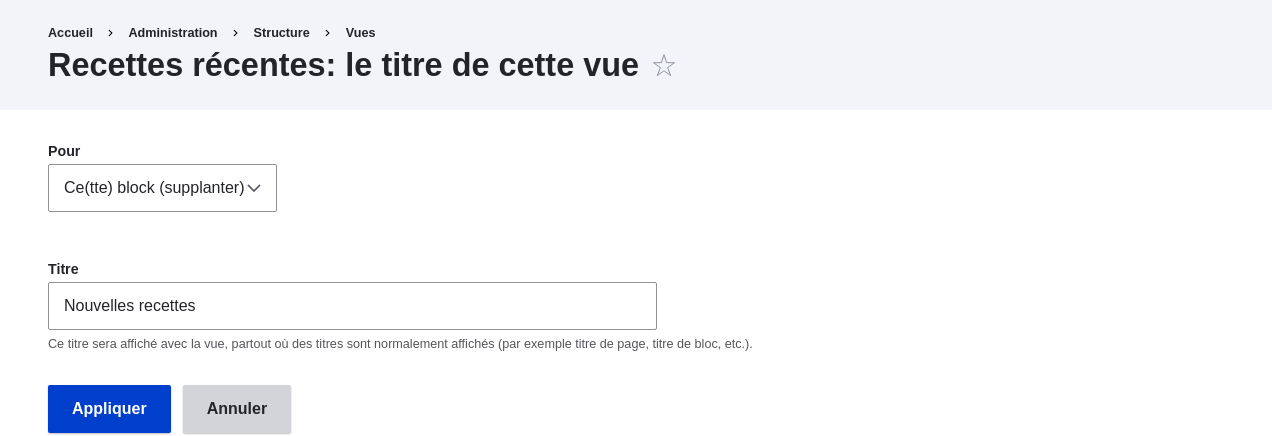 Accueil > Administration > Structure > Vues
Recettes récentes: le titre de cette vue ☆
Pour
Ce(tte) block (supplanter)
Titre
Nouvelles recettes
Ce titre sera affiché avec la vue, partout où des titres sont normalement affichés (par exemple titre de page, titre de bloc, etc.).
Appliquer Annuler